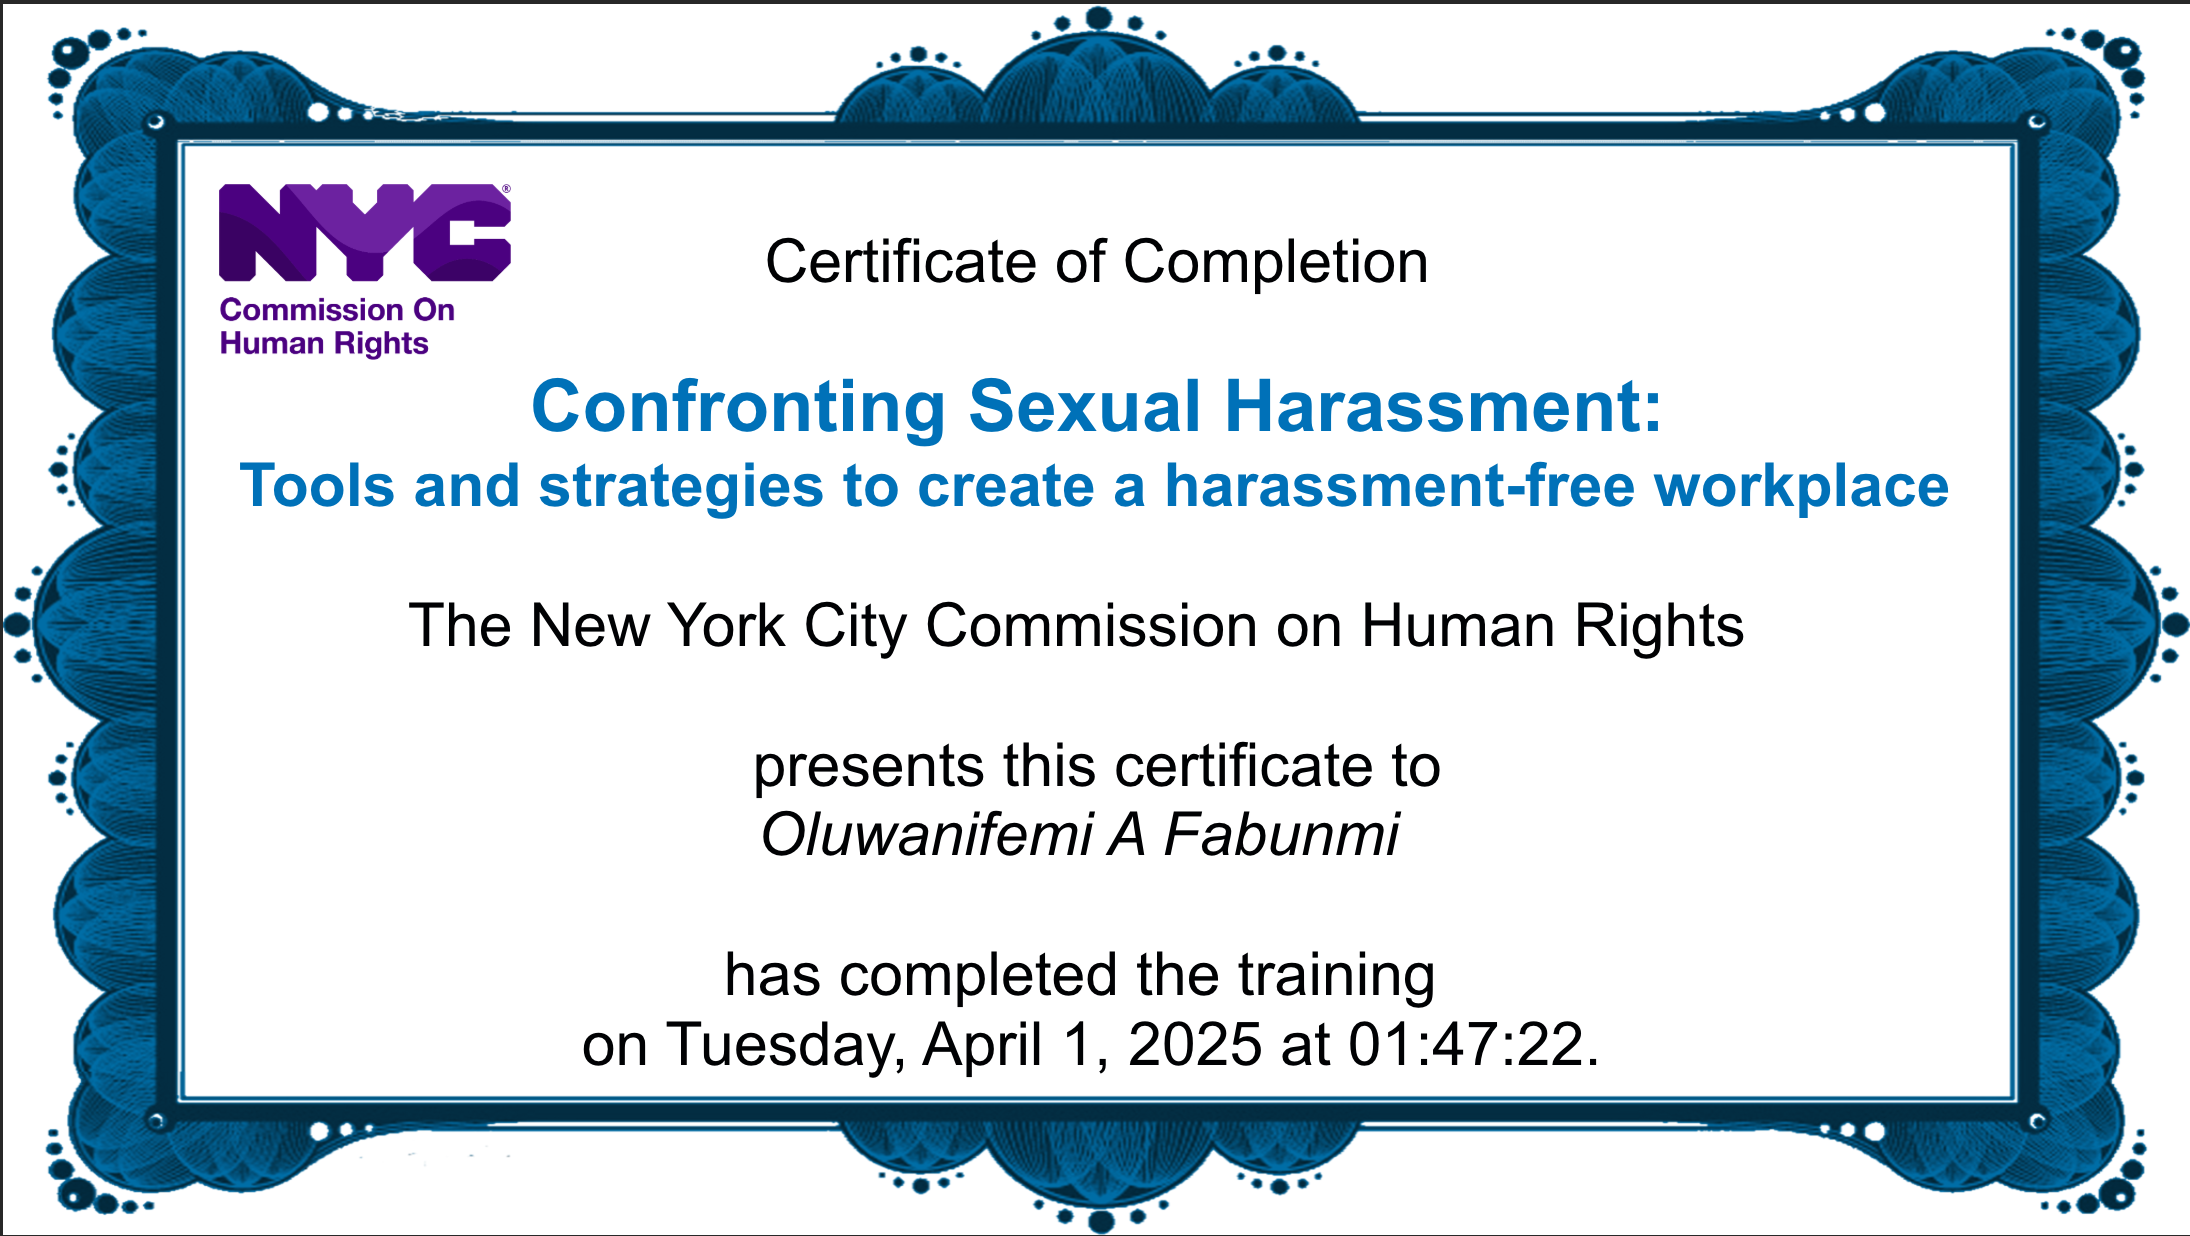 NYC®
Commission On
Human Rights
Certificate of Completion
Confronting Sexual Harassment:
Tools and strategies to create a harassment-free workplace
The New York City Commission on Human Rights
presents this certificate to
Oluwanifemi A Fabunmi
has completed the training
on Tuesday, April 1, 2025 at 01:47:22.